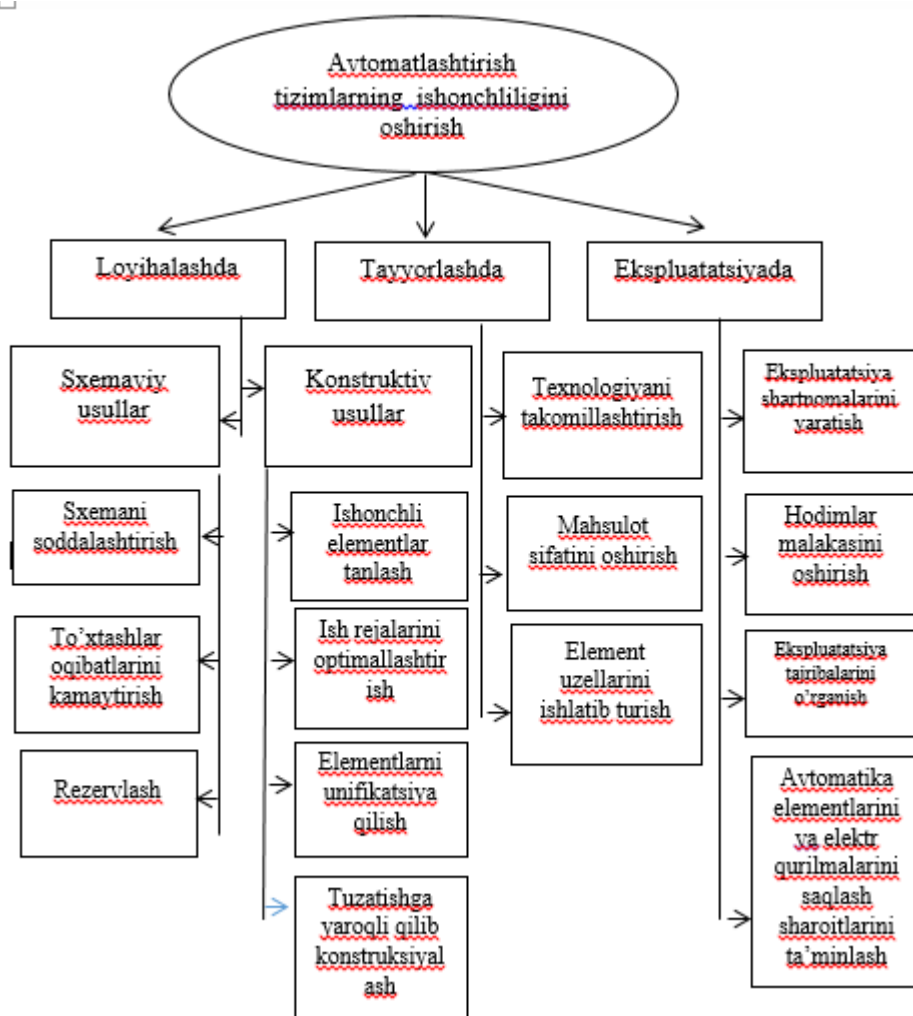 Avtomatlashtirish
tizimlarning ishonchliligini
oshirish
Loyihalashda
Tayyorlashda
Ekspluatatsiyada
Sxemaviy
usullar
Konstruktiv
usullar
Texnologiyani
takomillashtirish
Ekspluatatsiya
shartnomalarini
yaratish
Sxemani
soddalashtirish
Ishonchli
elementlar
tanlash
Mahsulot
sifatini oshirish
Hodimlar
malakasini
oshirish
To’xtashlar
oqibatlarini
kamaytirish
Ish rejalarini
optimallashtir
ish
Element
uzellarini
ishlatib turish
Ekspluatatsiya
tajribalarini
o’rganish
Rezervlash
Elementlarni
unifikatsiya
qilish
Avtomatika
elementlarini
va elektr
qurilmalarini
saqlash
sharoitlarini
ta’minlash
Tuzatishga
yaroqli qilib
konstruksiyal
ash